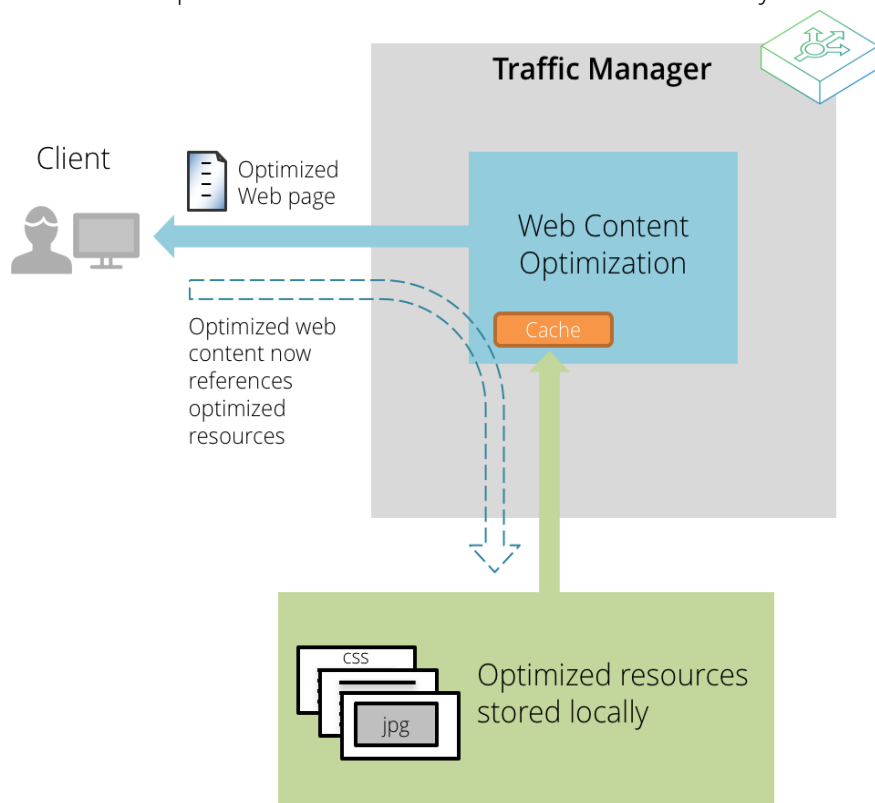 Traffic Manager
Client
Optimized
Web page
Web Content
Optimization
Cache
Optimized web
content now
references
optimized
resources
css
jpg
Optimized resources
stored locally